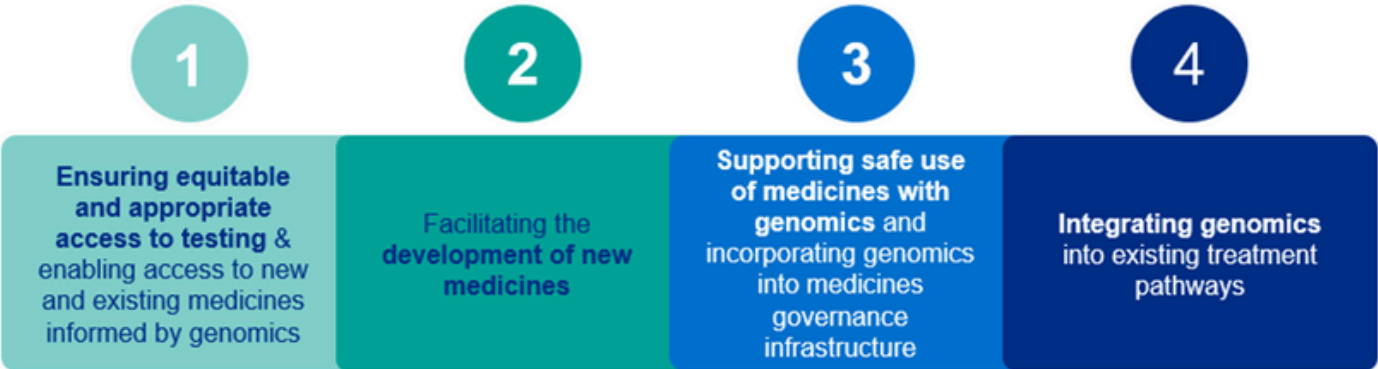 1
Ensuring equitable
and appropriate
access to testing &
enabling access to new
and existing medicines
informed by genomics
2
Facilitating the
development of new
medicines
3
Supporting safe use
of medicines with
genomics and
incorporating genomics
into medicines
governance
infrastructure
4
Integrating genomics
into existing treatment
pathways